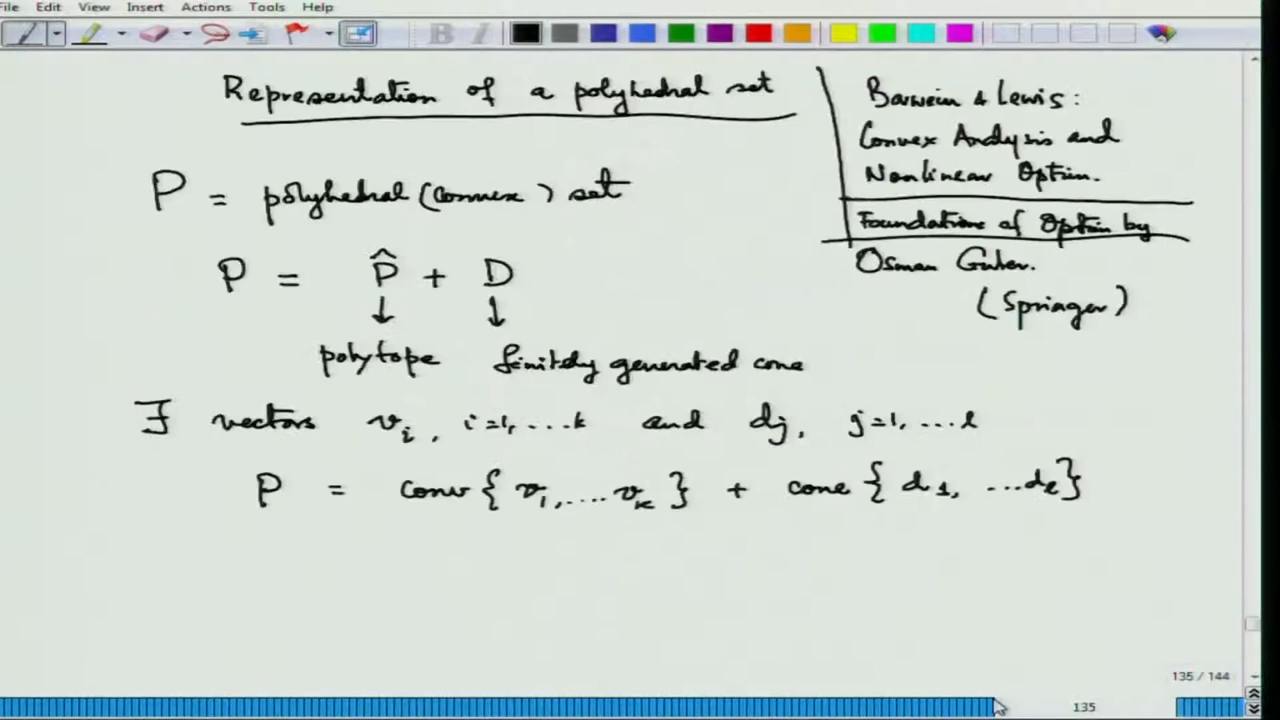 File Edit View Insert Actions Tools Help
Representation of a polyhedral set
P = polyhedral (convex) set
P = P̂ + D
↓ ↓
polytope finitely generated cone
∃ vectors vᵢ, i=1, ...k and dj, j=1, ...l
P = conv{v₁, .... vₖ} + cone{d₁, ...dₗ}
Borwein & Lewis:
Convex Analysis and
Nonlinear Optim.
Foundations of Optim by
Osman Guler.
(Springer)
135 / 144
135